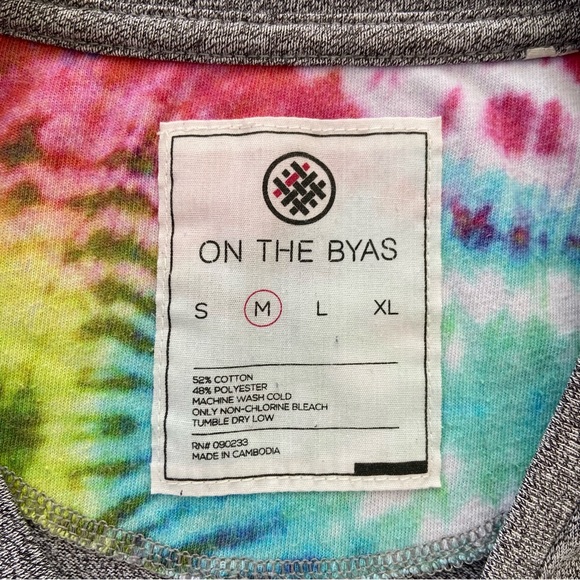 ON THE BYAS
S M L XL
52% COTTON
48% POLYESTER
MACHINE WASH COLD
ONLY NON-CHLORINE BLEACH
TUMBLE DRY LOW
RN# 090233
MADE IN CAMBODIA